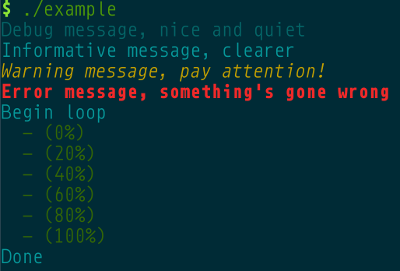 $ ./example
Debug message, nice and quiet
Informative message, clearer
Warning message, pay attention!
Error message, something's gone wrong
Begin loop
– (0%)
– (20%)
– (40%)
– (60%)
– (80%)
– (100%)
Done